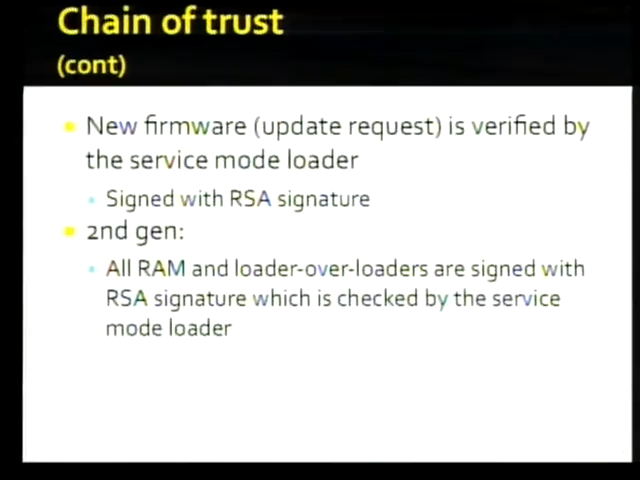 Chain of trust
(cont)
New firmware (update request) is verified by
the service mode loader
Signed with RSA signature
2nd gen:
All RAM and loader-over-loaders are signed with
RSA signature which is checked by the service
mode loader